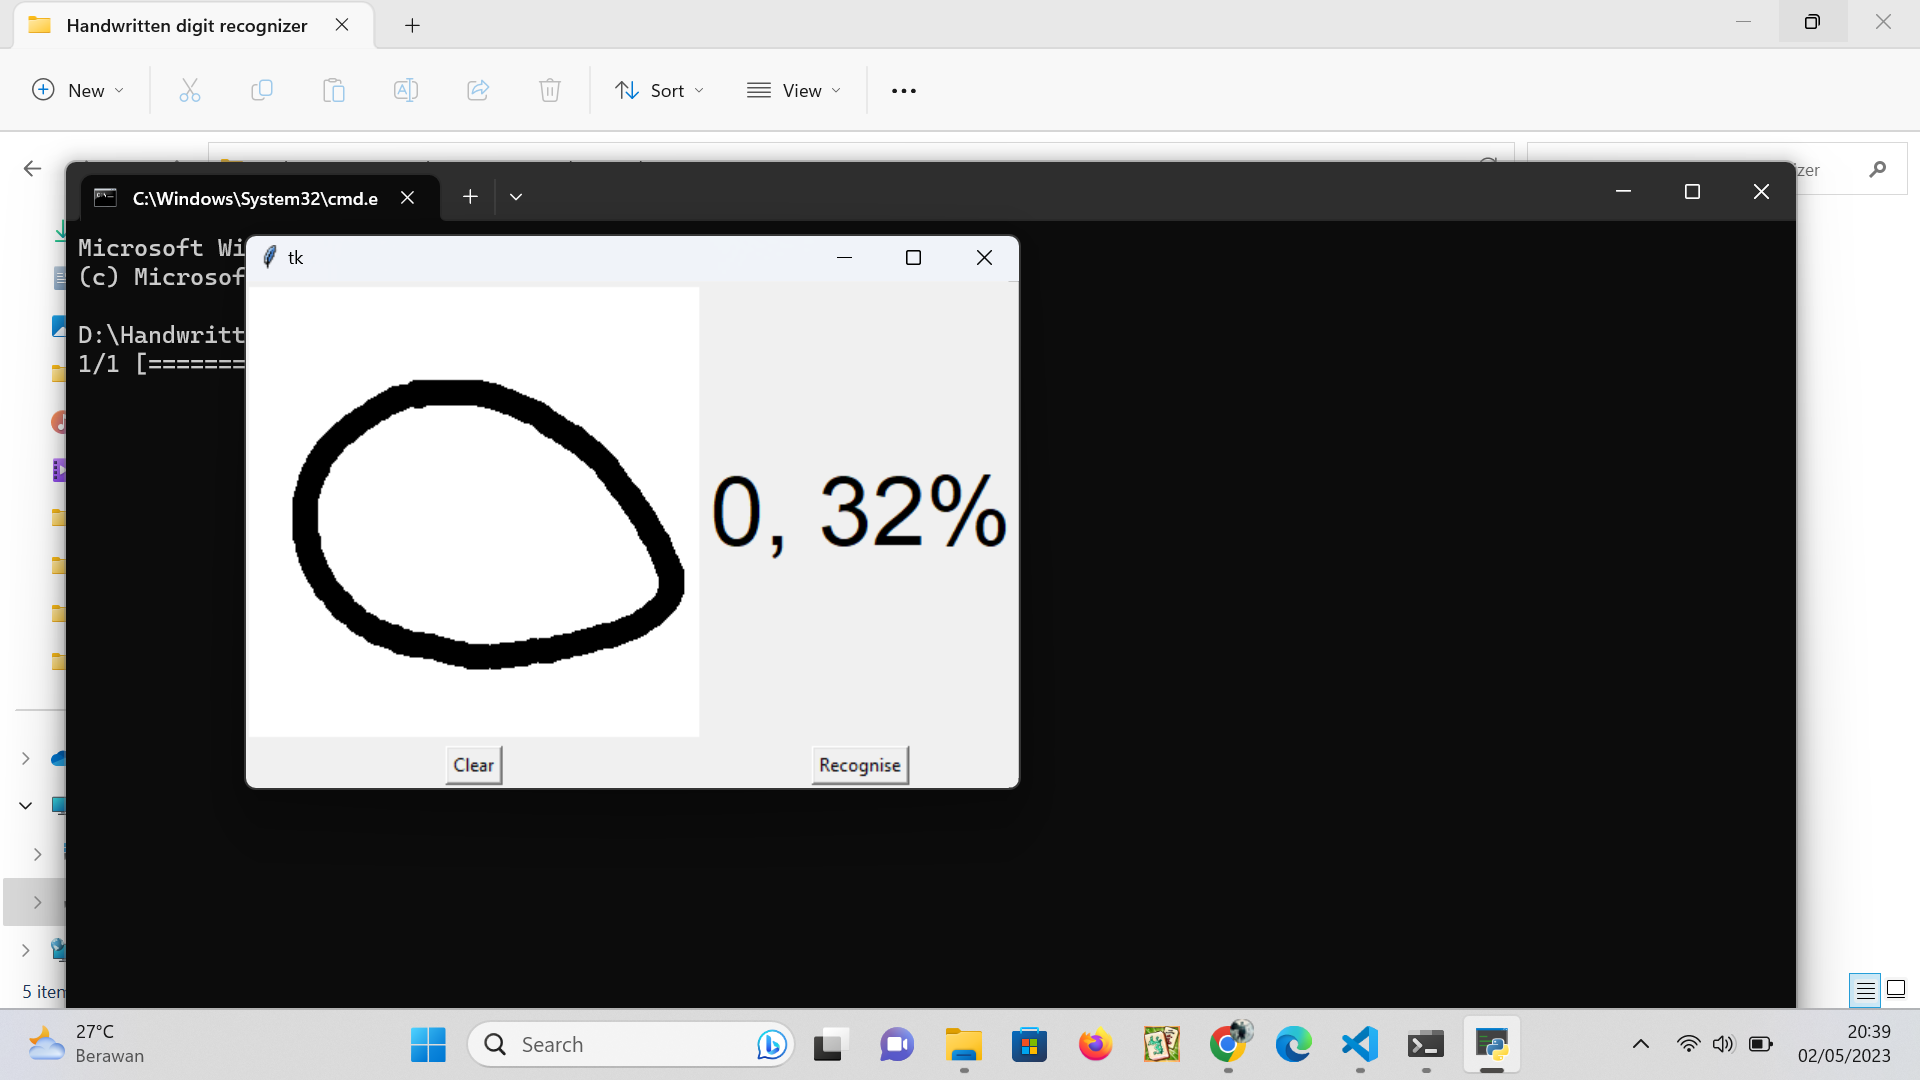 Handwritten digit recognizer
New
Sort
View
zer
C:\Windows\System32\cmd.e
Microsoft Wi
(c) Microsof
tk
D:\Handwritt
1/1 [=======
0, 32%
Clear
Recognise
5 iten
27°C
Berawan
Search
20:39
02/05/2023